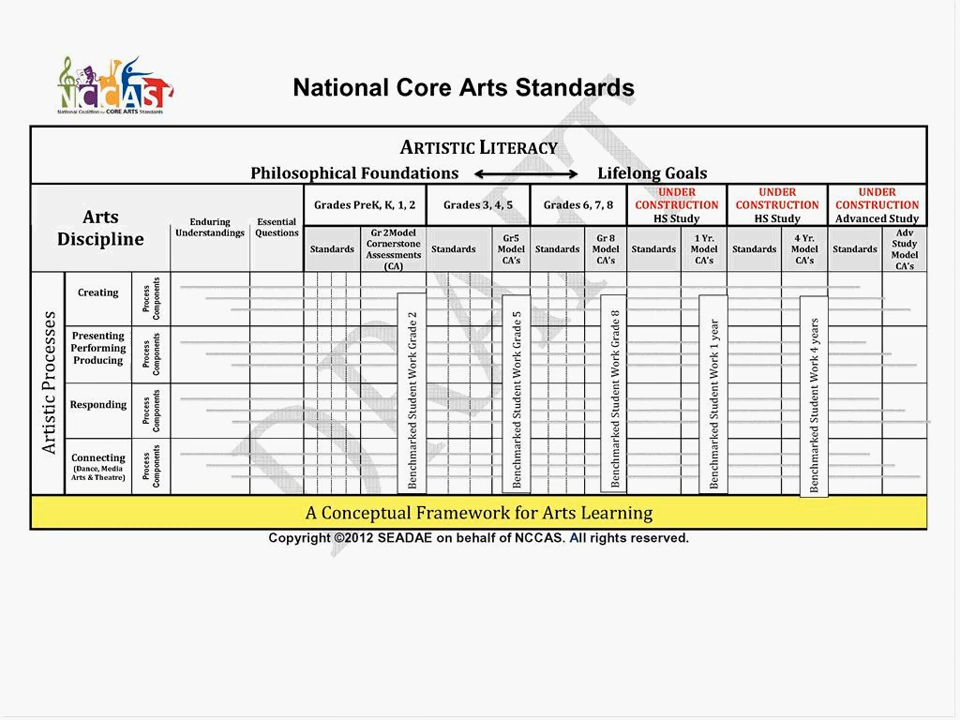 NCCAS
National Coalition for CORE ARTS Standards
National Core Arts Standards
ARTISTIC LITERACY
Philosophical Foundations
Lifelong Goals
Arts
Discipline
Enduring
Understandings
Essential
Questions
Grades PreK, K, 1, 2
Grades 3, 4, 5
Grades 6, 7, 8
UNDER
CONSTRUCTION
HS Study
UNDER
CONSTRUCTION
HS Study
UNDER
CONSTRUCTION
Advanced Study
Standards
Gr 2Model
Cornerstone
Assessments
(CA)
Standards
Gr5
Model
CA's
Standards
Gr 8
Model
CA's
Standards
1 Yr.
Model
CA's
Standards
4 Yr.
Model
CA's
Standards
Adv
Study
Model
CA's
Artistic Processes
Creating
Process
Components
Presenting
Performing
Producing
Process
Components
Responding
Process
Components
Connecting
(Dance, Media
Arts & Theatre)
Process
Components
Benchmarked Student Work Grade 2
Benchmarked Student Work Grade 5
Benchmarked Student Work Grade 8
Benchmarked Student Work 1 year
Benchmarked Student Work 4 years
DRAFT
A Conceptual Framework for Arts Learning
Copyright ©2012 SEADAE on behalf of NCCAS. All rights reserved.